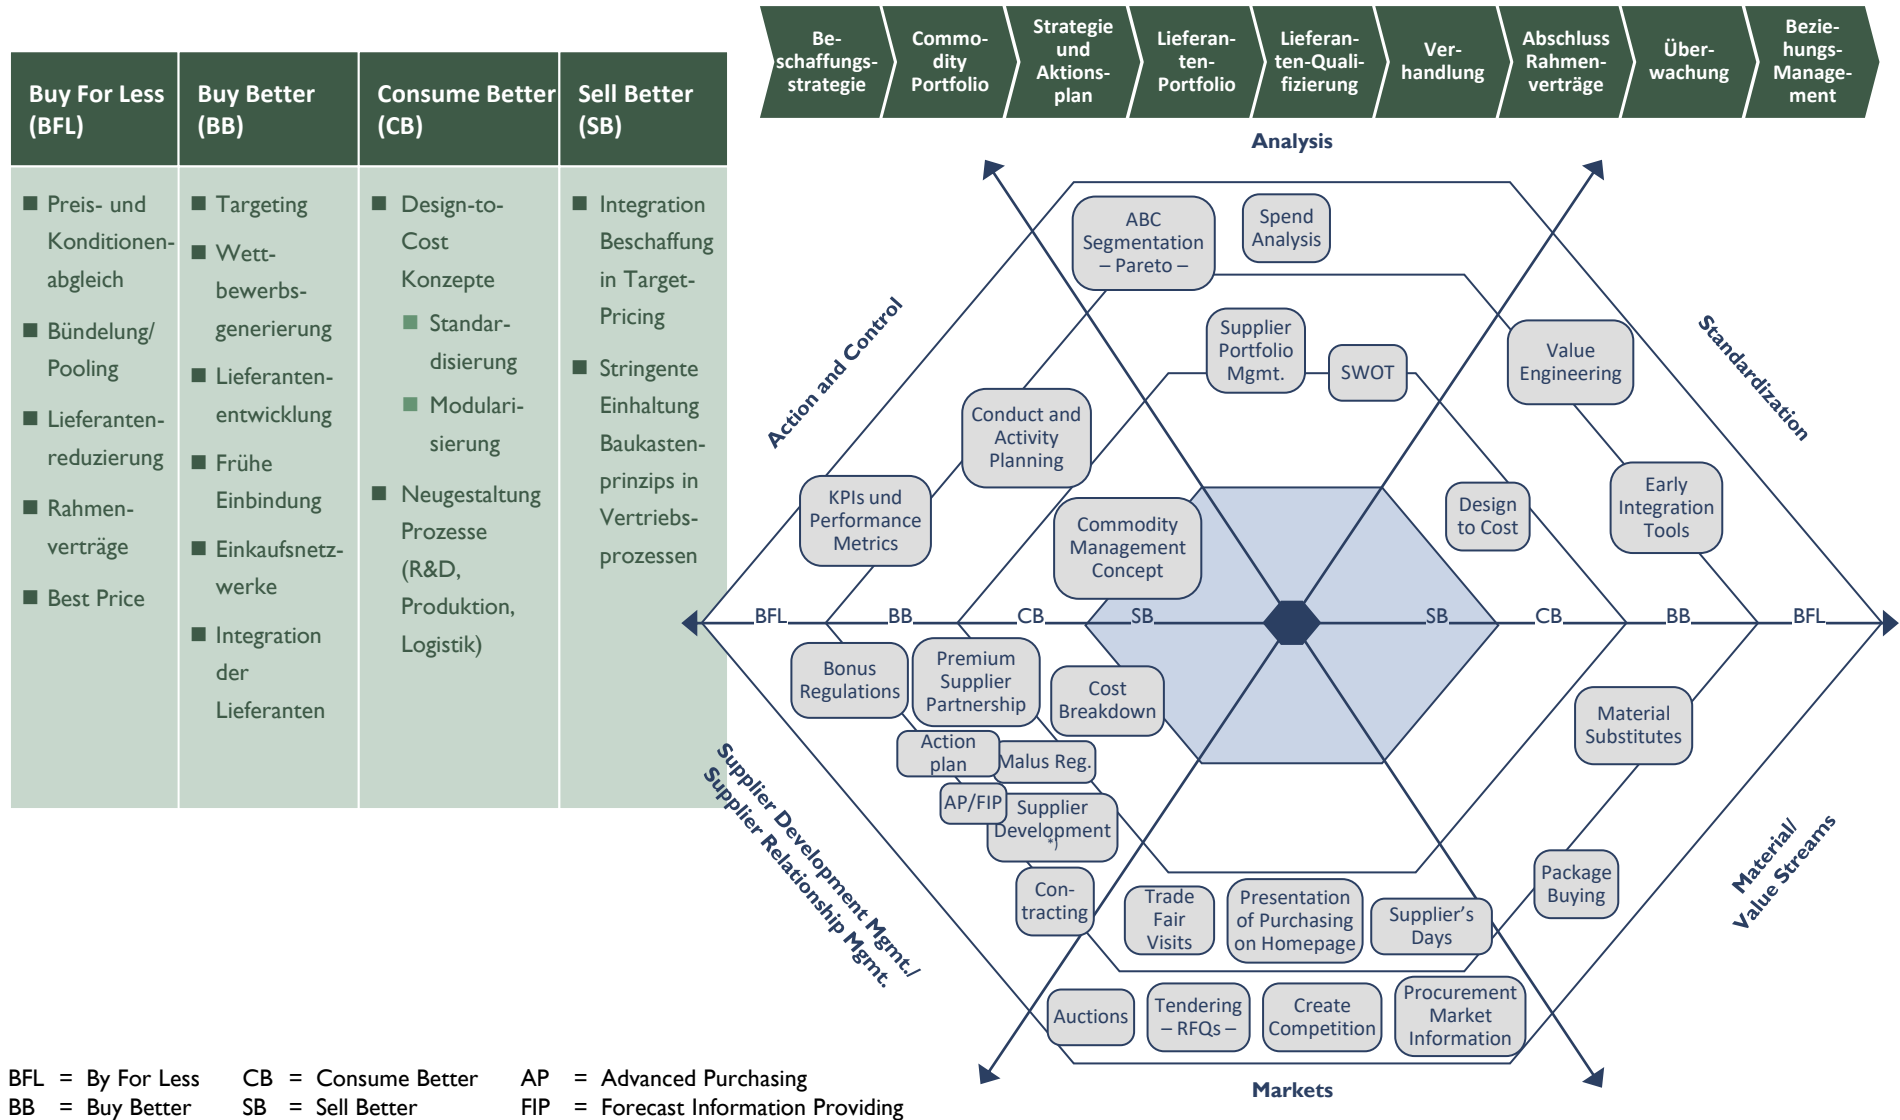 Be-
schaffungs-
strategie
Commo-
dity
Portfolio
Strategie
und
Aktions-
plan
Lieferan-
ten-
Portfolio
Lieferan-
ten-Quali-
fizierung
Ver-
handlung
Abschluss
Rahmen-
verträge
Über-
wachung
Bezie-
hungs-
Manage-
ment
Buy For Less
(BFL)
Buy Better
(BB)
Consume Better
(CB)
Sell Better
(SB)
Preis- und
Konditionen-
abgleich
Bündelung/
Pooling
Lieferanten-
reduzierung
Rahmen-
verträge
Best Price
Targeting
Wett-
bewerbs-
generierung
Lieferanten-
entwicklung
Frühe
Einbindung
Einkaufsnetz-
werke
Integration
der
Lieferanten
Design-to-
Cost
Konzepte
Standar-
disierung
Modulari-
sierung
Neugestaltung
Prozesse
(R&D,
Produktion,
Logistik)
Integration
Beschaffung
in Target-
Pricing
Stringente
Einhaltung
Baukasten-
prinzips in
Vertriebs-
prozessen
Analysis
ABC
Segmentation
– Pareto –
Spend
Analysis
Supplier
Portfolio
Mgmt.
SWOT
Action and Control
Conduct and
Activity
Planning
KPIs und
Performance
Metrics
Commodity
Management
Concept
Standardization
Value
Engineering
Early
Integration
Tools
Design
to Cost
BFL
BB
CB
SB
SB
CB
BB
BFL
Bonus
Regulations
Premium
Supplier
Partnership
Cost
Breakdown
Action
plan
Malus Reg.
AP/FIP
Supplier
Development
*)
Con-
tracting
Supplier Development Mgmt./
Supplier Relationship Mgmt.
Material
Substitutes
Package
Buying
Material/
Value Streams
Trade
Fair
Visits
Presentation
of Purchasing
on Homepage
Supplier’s
Days
Auctions
Tendering
– RFQs –
Create
Competition
Procurement
Market
Information
Markets
BFL = By For Less CB = Consume Better AP = Advanced Purchasing
BB = Buy Better SB = Sell Better FIP = Forecast Information Providing